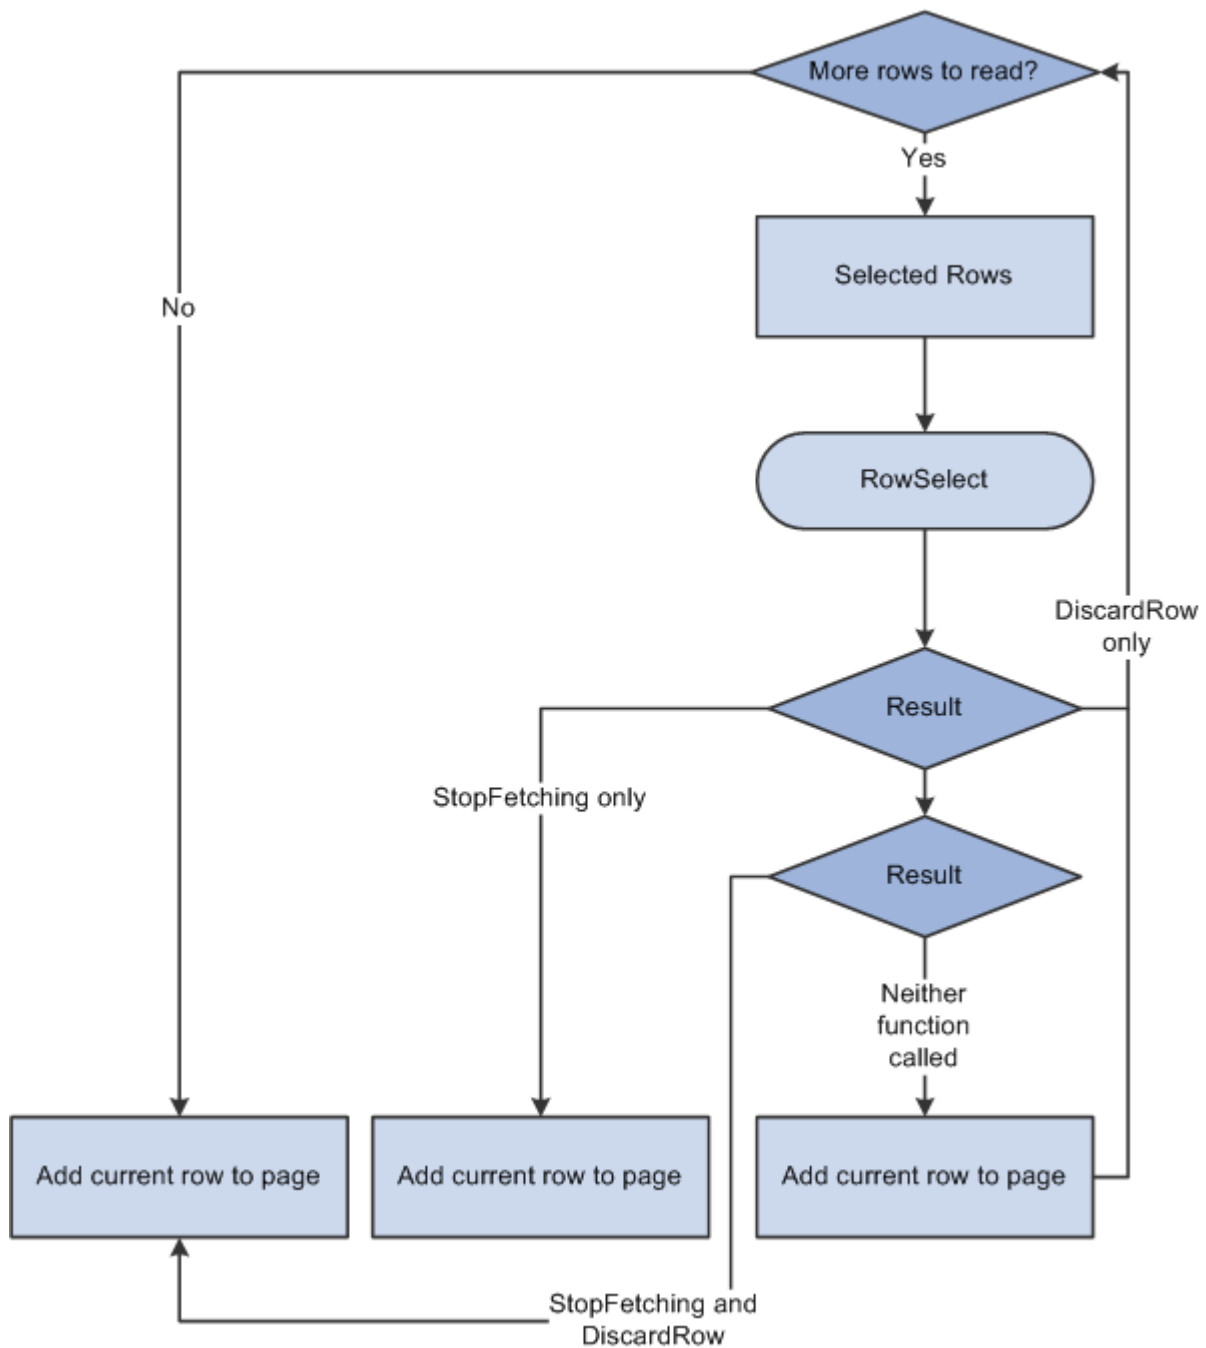 More rows to read?
Yes
Selected Rows
No
RowSelect
DiscardRow
only
Result
StopFetching only
Result
Neither
function
called
Add current row to page
Add current row to page
Add current row to page
StopFetching and
DiscardRow